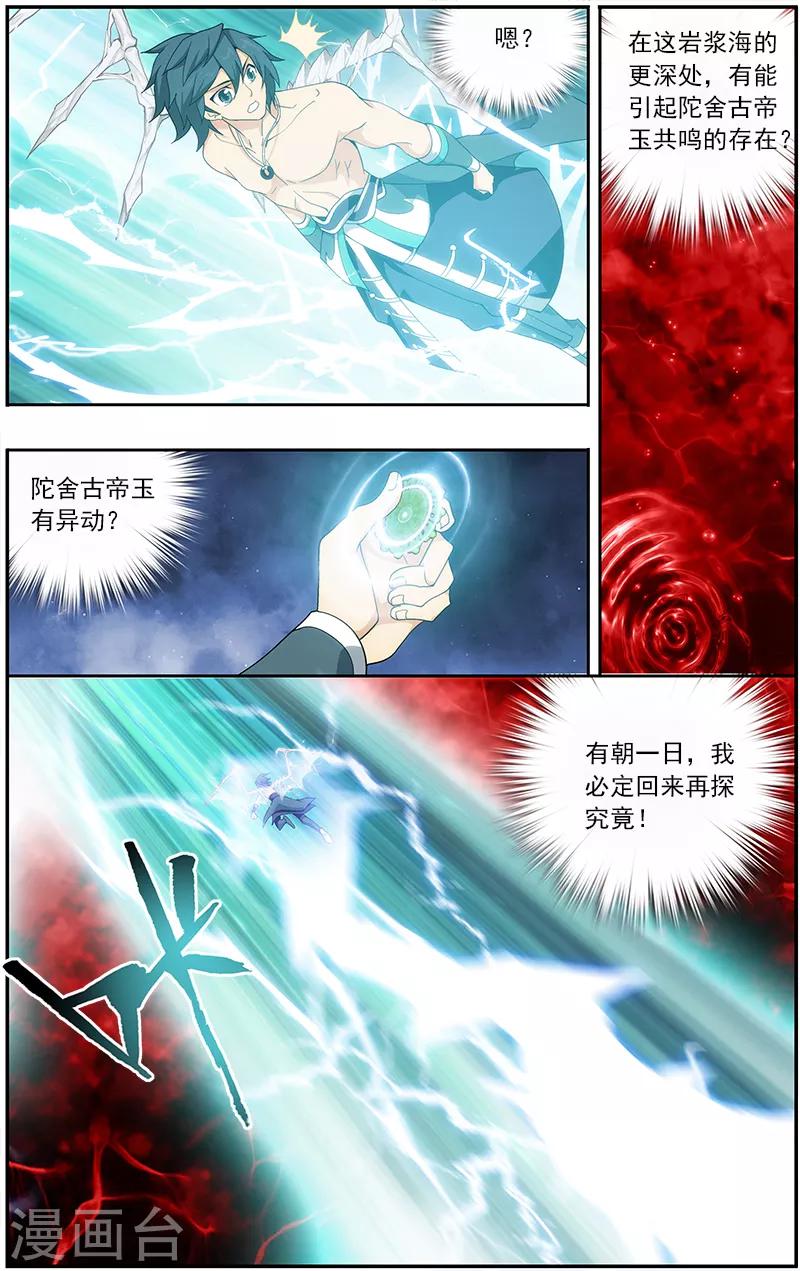 嗯？
陀舍古帝玉
有异动？
在这岩浆海的
更深处，有能
引起陀舍古帝
玉共鸣的存在？
有朝一日，我
必定回来再探
究竟！
咻
漫画台